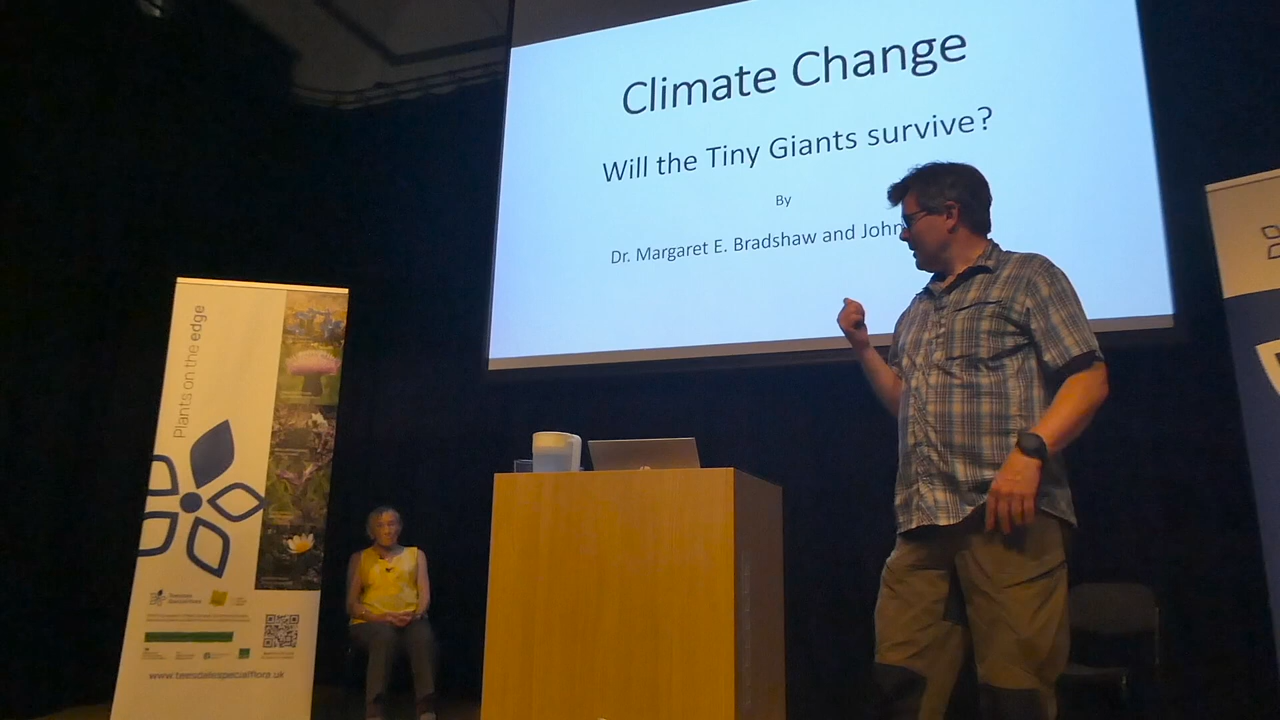 Climate Change
Will the Tiny Giants survive?
By
Dr. Margaret E. Bradshaw and John
Plants on the edge
www.teesdalespecialflora.uk